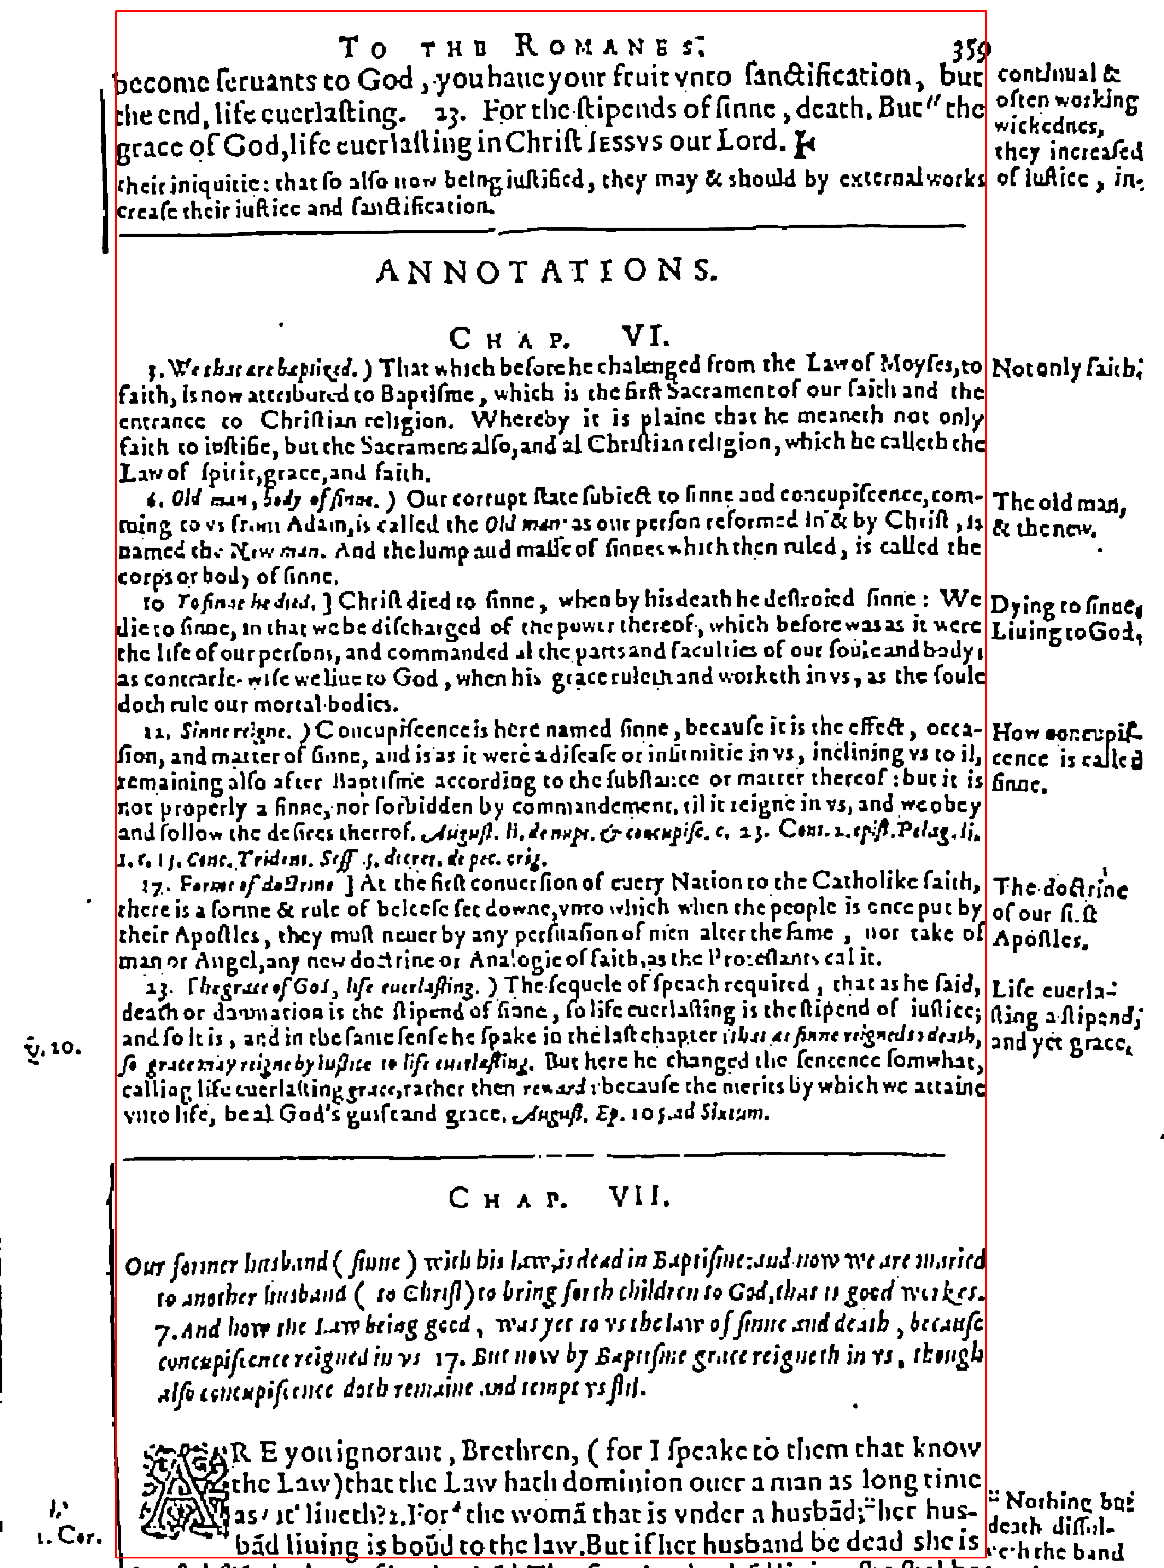 TO THE ROMANES. 359
become ſeruants to God, you haue your fruit vnto ſanctification, but
the end, life euerlaſting. 23. For the ſtipends of ſinne, death. But " the
grace of God, life euerlaſting in Chriſt IESSVS our Lord.
their iniquitie: that ſo alſo now being iuſtified, they may & should by external works
creaſe their iuſtice and ſanctification.
continual &
often working
wickednes,
they increaſed
of iuſtice, in-
ANNOTATIONS.
CHAP. VI.
3. We that are baptized.) That which before he chalenged from the Law of Moyſes, to
faith, is now attributed to Baptiſme, which is the firſt Sacrament of our faith and the
entrance to Chriſtian religion. Whereby it is plaine that he meaneth not only
faith to iuſtifie, but the Sacramens alſo, and al Chriſtian religion, which he calleth the
Law of ſpirit, grace, and faith.
Not only faith.
6. Old man, body of ſinne.) Our corrupt ſtate ſubiect to ſinne and concupiſcence, com-
ming to vs from Adam, is called the Old man: as our perſon reformed in & by Chriſt, is
named the New man. And the lump and maſſe of ſinnes which then ruled, is called the
corps or body of ſinne.
The old man,
& the new.
10 To ſinne he died.] Chriſt died to ſinne, when by his death he deſtroied ſinne: We
die to ſinne, in that we be diſcharged of the power thereof, which before was as it were
the life of our perſons, and commanded al the parts and faculties of our ſoule and body:
as contrarie-wiſe we liue to God, when his grace ruleth and worketh in vs, as the ſoule
doth rule our mortal bodies.
Dying to ſinne,
Liuing to God,
12. Sinne reigne.) Concupiſcence is here named ſinne, becauſe it is the effect, occa-
ſion, and matter of ſinne, and is as it were a diſeaſe or infirmitie in vs, inclining vs to il,
remaining alſo after Baptiſme according to the ſubſtance or matter thereof: but it is
not properly a ſinne, nor forbidden by commandement, til it reigne in vs, and we obey
and follow the deſires therrof. Auguſt. li. de nupt. & concupiſc. c. 23. Cont. 2. epiſt. Pelag. li.
1. c. 13. Conc. Trident. Seſſ. 5. decret. de pec. orig.
How concupiſ-
cence is called
ſinne.
17. Forme of doctrine] At the firſt conuerſion of euery Nation to the Catholike faith,
there is a forme & rule of beleefe ſet downe, vnto which when the people is once put by
their Apoſtles, they muſt neuer by any perſuaſion of men alter the ſame, nor take of
man or Angel, any new doctrine or Analogie of faith, as the Proteſtants cal it.
The doctrine
of our firſt
Apoſtles.
23. The grace of God, life euerlaſting.) The ſequele of ſpeach required, that as he ſaid,
death or damnation is the ſtipend of ſinne, ſo life euerlaſting is the ſtipend of iuſtice;
and ſo it is, and in the ſame ſenſe he ſpake in the laſt chapter: that as ſinne reigned to death,
ſo grace may reigne by iuſtice to life euerlaſting. But here he changed the ſentence ſomwhat,
calling life euerlaſting grace, rather then reward: becauſe the merits by which we attaine
vnto life, be al God's guift and grace. Auguſt. Ep. 105. ad Sixtum.
Life euerla-
ſting a ſtipend,
and yet grace.
v. 20.
CHAP. VII.
Our former husband (ſinne) with his law, is dead in Baptiſme: and now we are maried
to another husband (to Chriſt) to bring forth children to God, that is good workes.
7. And how the Law being good, was yet to vs the law of ſinne and death, becauſe
concupiſcence reigned in vs 17. But now by Baptiſme grace reigneth in vs, though
alſo concupiſcence doth remaine and tempt vs ſtil.
ARE you ignorant, Brethren, (for I ſpeake to them that know
the Law) that the Law hath dominion ouer a man as long time
as it liueth? 2. For the womã that is vnder a husbãd; " her hus-
bãd liuing is boũd to the law. But if her husband be dead she is
1. Cor.
" Nothing but
death diſſol-
the band